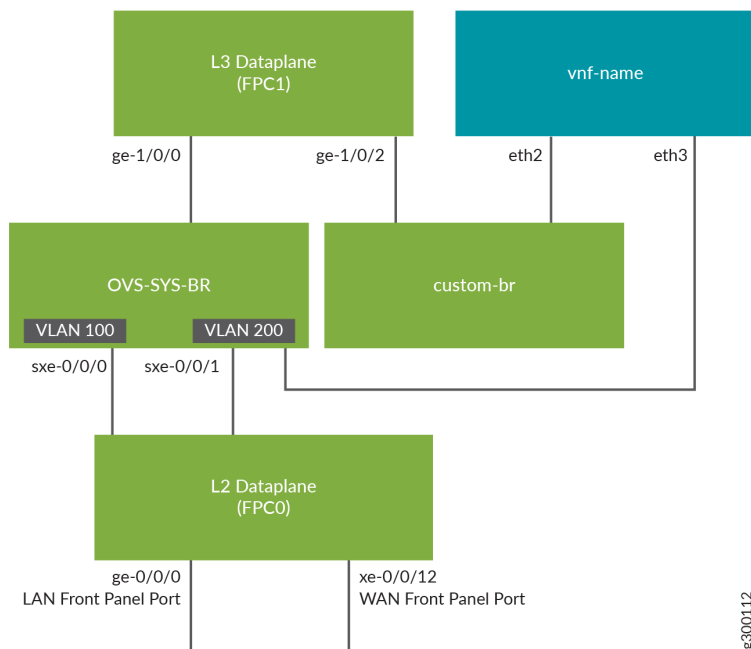 L3 Dataplane
(FPC1)
vnf-name
ge-1/0/0
ge-1/0/2
eth2
eth3
OVS-SYS-BR
custom-br
VLAN 100
VLAN 200
sxe-0/0/0
sxe-0/0/1
L2 Dataplane
(FPC0)
ge-0/0/0
LAN Front Panel Port
xe-0/0/12
WAN Front Panel Port
g300112